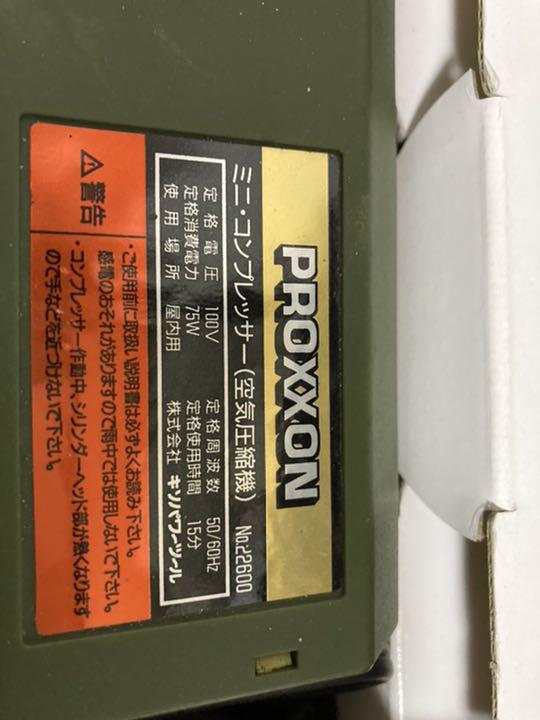 PROXXON
ミニ・コンプレッサー(空気圧縮機) No.22600
定格電圧 100V 定格周波数 50/60Hz
定格消費電力 75W 定格使用時間 15分
使用場所 屋内用 株式会社 キソパワーツール
⚠警告
・ご使用前に取扱い説明書は必ずよくお読み下さい。
感電のおそれがありますので雨中では使用しないで下さい。
・コンプレッサー作動中、シリンダーヘッド部が熱くなります
ので手などを近づけないで下さい。